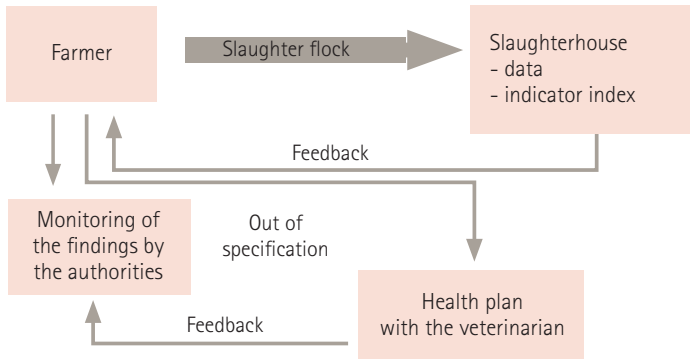 Farmer
Slaughter flock
Slaughterhouse
- data
- indicator index
Feedback
Monitoring of
the findings by
the authorities
Out of
specification
Health plan
with the veterinarian
Feedback